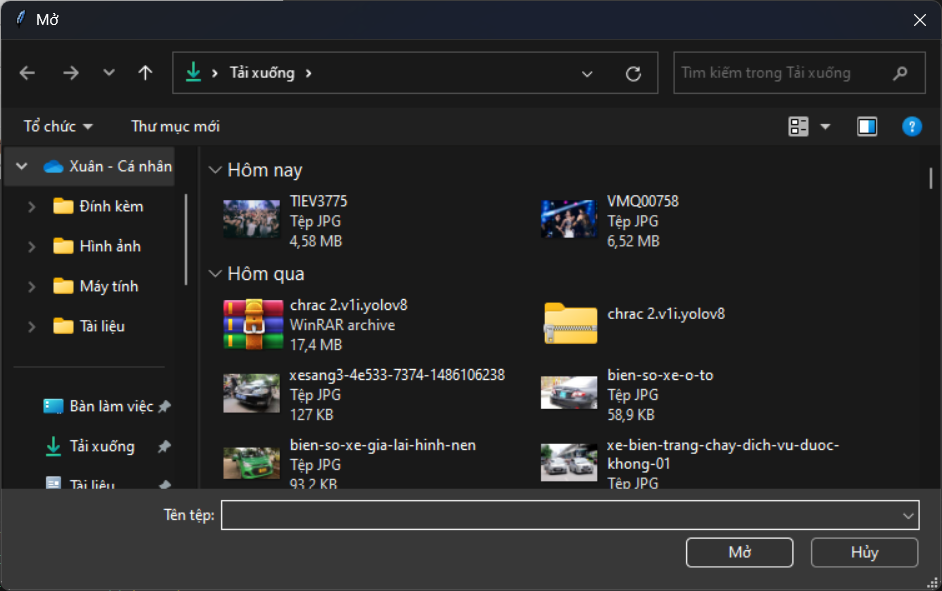 Mở
Tải xuống
Tìm kiếm trong Tải xuống
Tổ chức
Thư mục mới
Xuân - Cá nhân
Đính kèm
Hình ảnh
Máy tính
Tài liệu
Bàn làm việc
Tải xuống
Tài liệu
Hôm nay
TIEV3775
Tệp JPG
4,58 MB
VMQ00758
Tệp JPG
6,52 MB
Hôm qua
chrac 2.v1i.yolov8
WinRAR archive
17,4 MB
chrac 2.v1i.yolov8
xesang3-4e533-7374-1486106238
Tệp JPG
127 KB
bien-so-xe-o-to
Tệp JPG
58,9 KB
bien-so-xe-gia-lai-hinh-nen
Tệp JPG
93,2 KB
xe-bien-trang-chay-dich-vu-duoc-
khong-01
Tệp JPG
Tên tệp:
Mở
Hủy